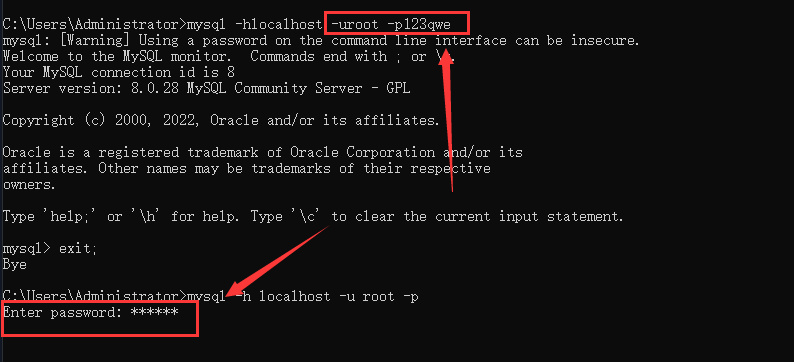 C:\Users\Administrator>mysql -hlocalhost -uroot -p123qwe
mysql: [Warning] Using a password on the command line interface can be insecure.
Welcome to the MySQL monitor.  Commands end with ; or \
Your MySQL connection id is 8
Server version: 8.0.28 MySQL Community Server - GPL
Copyright (c) 2000, 2022, Oracle and/or its affiliates.
Oracle is a registered trademark of Oracle Corporation and/or its
affiliates. Other names may be trademarks of their respective
owners.
Type 'help;' or '\h' for help. Type '\c' to clear the current input statement.
mysql> exit;
Bye
C:\Users\Administrator>mysql -h localhost -u root -p
Enter password: ******